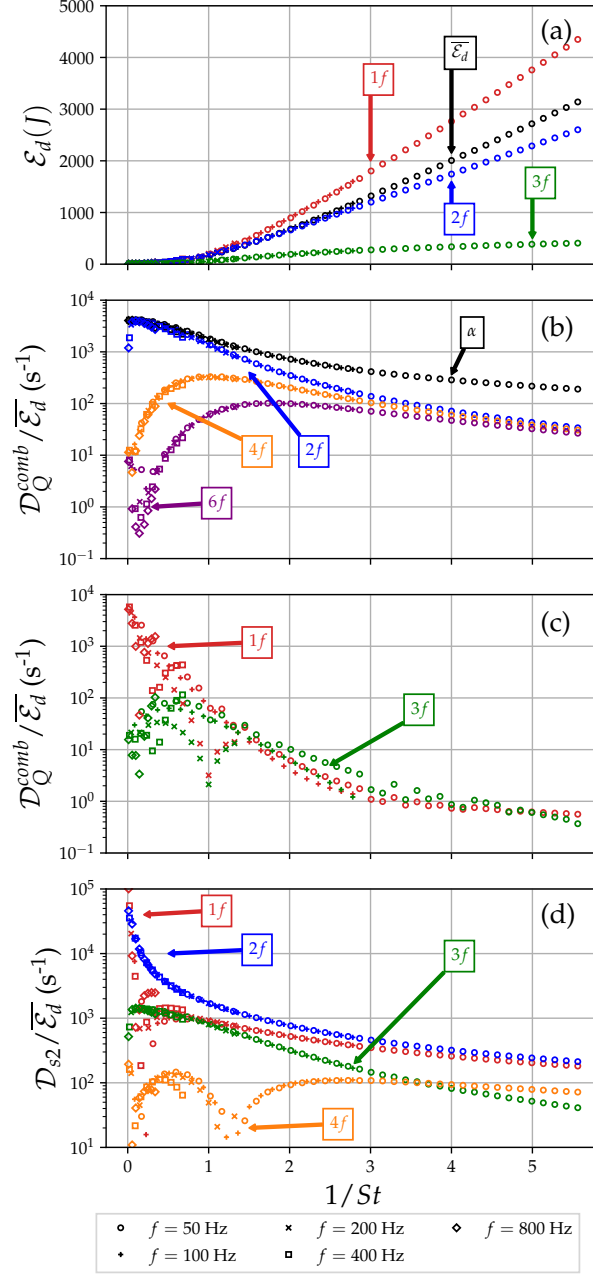 (a)
5000
4000
3000
2000
1000
0
ℰ_d (J)
1f
ℰ_d‾
2f
3f
(b)
10^4
10^3
10^2
10^1
10^0
10^−1
𝒟_Q^comb/ℰ_d‾ (s^-1)
α
4f
2f
6f
(c)
10^4
10^3
10^2
10^1
10^0
10^−1
𝒟_Q^comb/ℰ_d‾ (s^-1)
1f
3f
(d)
10^5
10^4
10^3
10^2
10^1
𝒟_s2/ℰ_d‾ (s^-1)
1f
2f
3f
4f
0 1 2 3 4 5
1/St
f = 50 Hz f = 200 Hz f = 800 Hz
f = 100 Hz f = 400 Hz